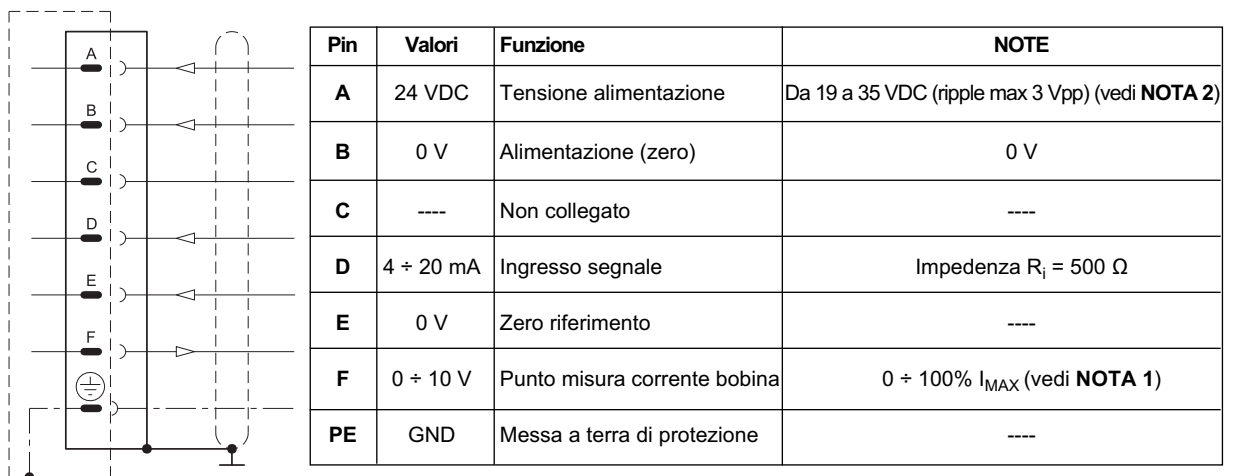 Pin Valori Funzione NOTE
A A 24 VDC Tensione alimentazione Da 19 a 35 VDC (ripple max 3 Vpp) (vedi NOTA 2)
B B 0 V Alimentazione (zero) 0 V
C C ---- Non collegato ----
D D 4 ÷ 20 mA Ingresso segnale Impedenza Ri = 500 Ω
E E 0 V Zero riferimento ----
F F 0 ÷ 10 V Punto misura corrente bobina 0 ÷ 100% IMAX (vedi NOTA 1)
PE GND Messa a terra di protezione ----